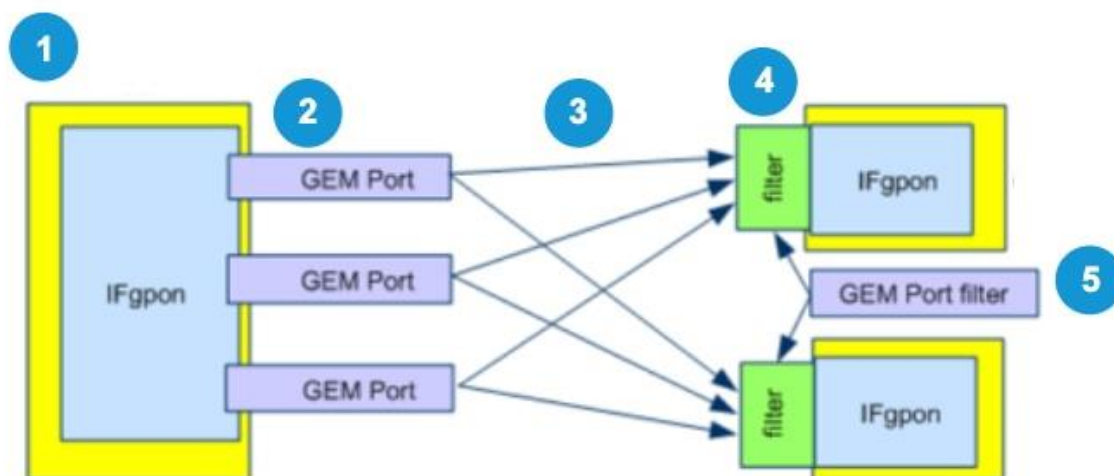 1
2
3
4
GEM Port
filter
IFgpon
GEM Port
IFgpon
GEM Port filter
5
GEM Port
filter
IFgpon